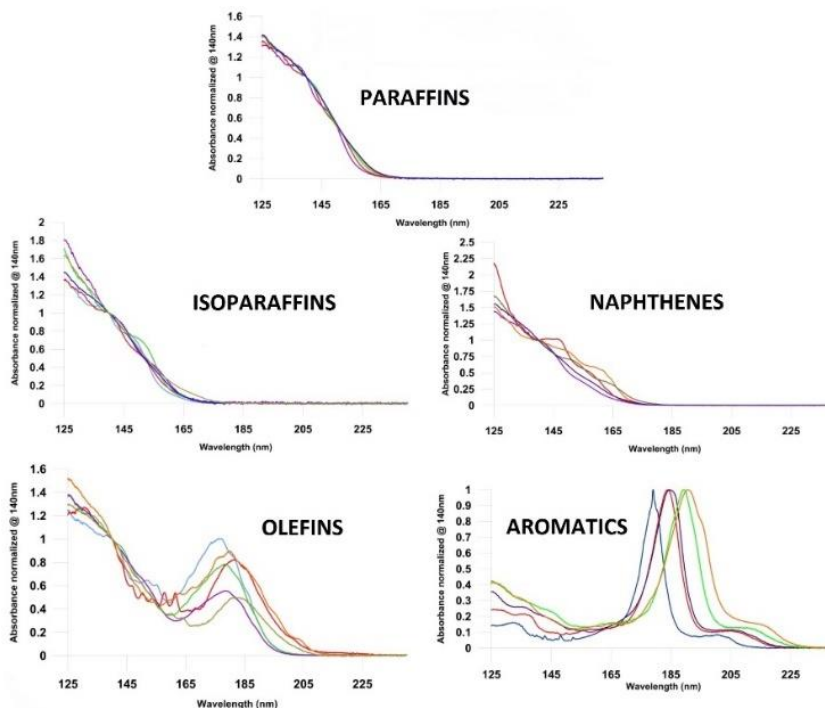 1.6
1.4
1.2
1
0.8
0.6
0.4
0.2
0
Absorbance normalized @ 140nm
PARAFFINS
125 145 165 185 205 225
Wavelength (nm)
2
1.8
1.6
1.4
1.2
1
0.8
0.6
0.4
0.2
0
Absorbance normalized @ 140nm
ISOPARAFFINS
125 145 165 185 205 225
Wavelength (nm)
2.5
2.25
2
1.75
1.5
1.25
1
0.75
0.5
0.25
0
Absorbance normalized @ 140nm
NAPHTHENES
125 145 165 185 205 225
Wavelength (nm)
1.6
1.4
1.2
1
0.8
0.6
0.4
0.2
0
Absorbance normalized @ 140nm
OLEFINS
125 145 165 185 205 225
Wavelength (nm)
1
0.9
0.8
0.7
0.6
0.5
0.4
0.3
0.2
0.1
0
Absorbance normalized @ 140nm
AROMATICS
125 145 165 185 205 225
Wavelength (nm)